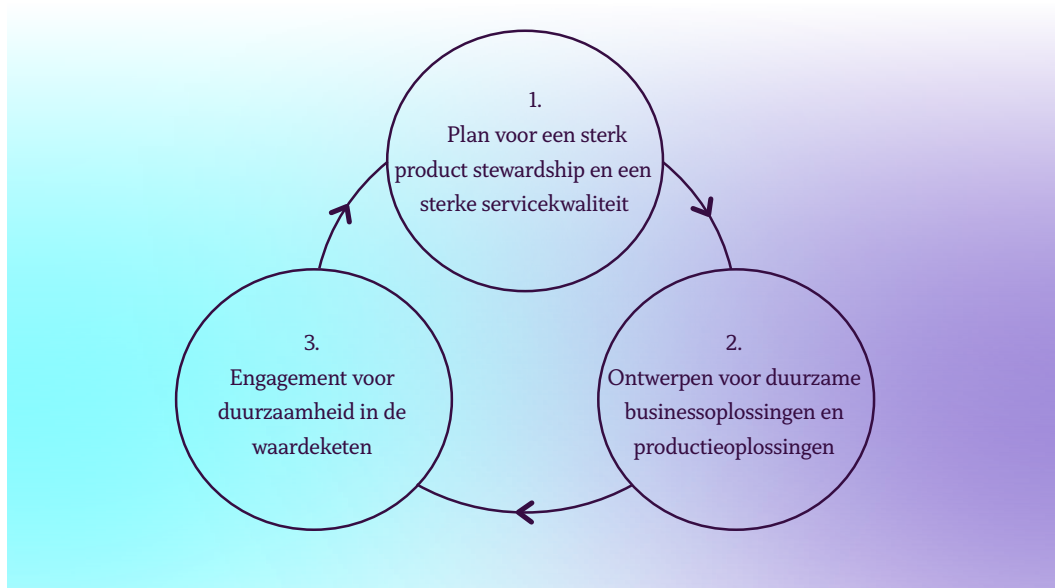 1.
Plan voor een sterk
product stewardship en een
sterke servicekwaliteit
2.
Ontwerpen voor duurzame
businessoplossingen en
productieoplossingen
3.
Engagement voor
duurzaamheid in de
waardeketen